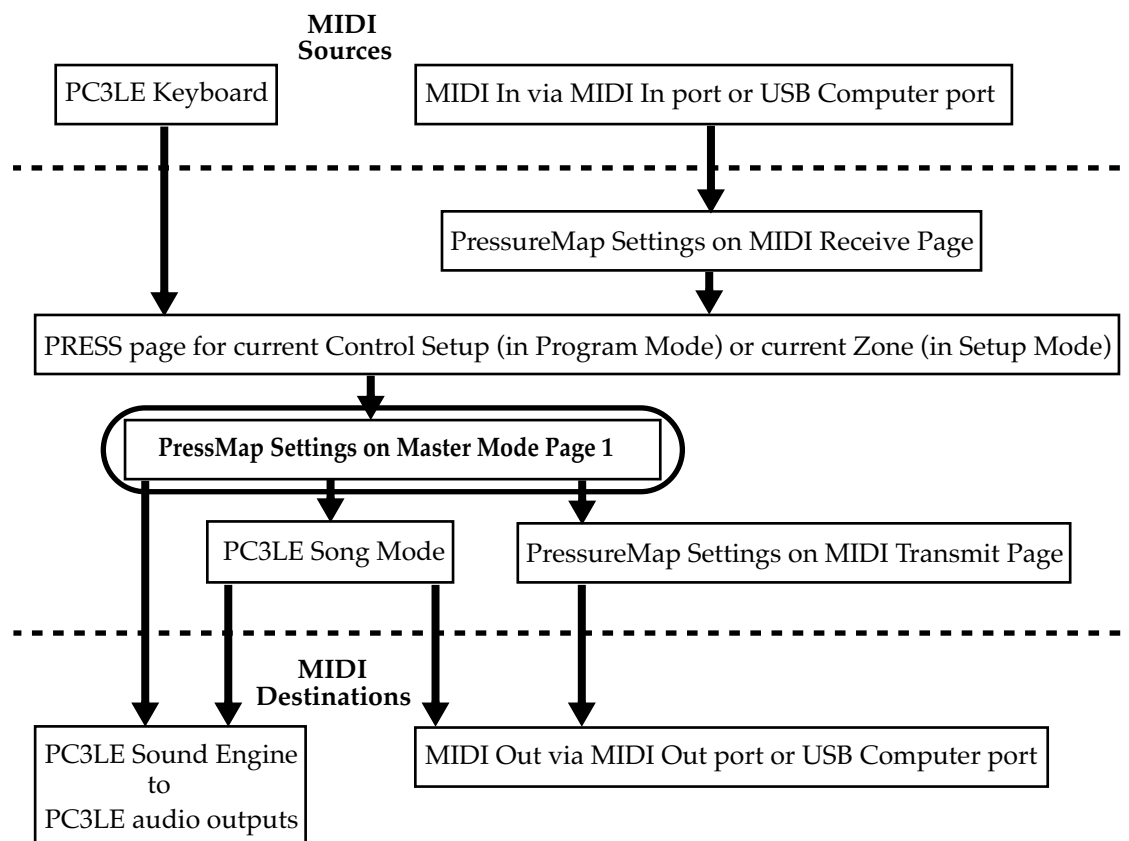 MIDI
Sources
PC3LE Keyboard
MIDI In via MIDI In port or USB Computer port
PressureMap Settings on MIDI Receive Page
PRESS page for current Control Setup (in Program Mode) or current Zone (in Setup Mode)
PressMap Settings on Master Mode Page 1
PC3LE Song Mode
PressureMap Settings on MIDI Transmit Page
MIDI
Destinations
PC3LE Sound Engine
to
PC3LE audio outputs
MIDI Out via MIDI Out port or USB Computer port